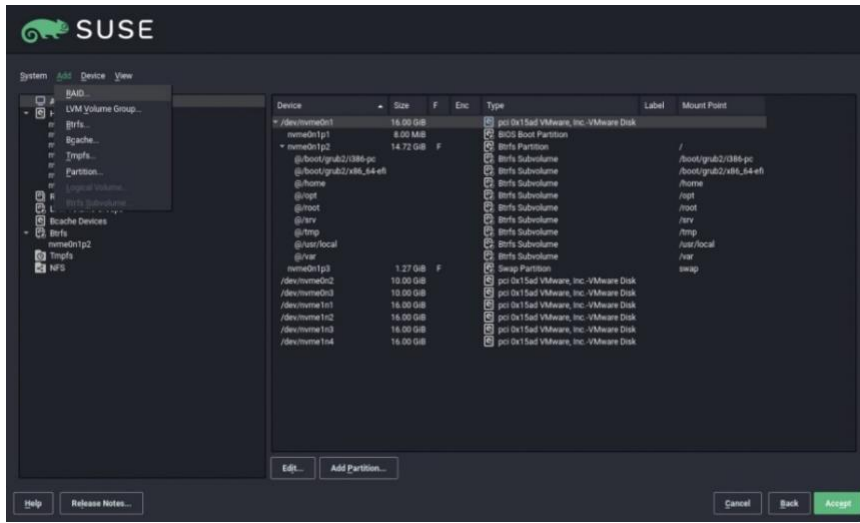 SUSE
System Add Device View
RAID...
LVM Volume Group...
Btrfs...
Bcache...
Tmpfs...
Partition...
Logical Volume...
Btrfs Subvolume...
Bcache Devices
Btrfs
nvme0n1p2
Tmpfs
NFS
Device Size F Enc Type Label Mount Point
/dev/nvme0n1 16.00 GiB pci 0x15ad VMware, Inc.-VMware Disk
nvme0n1p1 8.00 MiB BIOS Boot Partition
nvme0n1p2 14.72 GiB F Btrfs Partition /
@/boot/grub2/i386-pc Btrfs Subvolume /boot/grub2/i386-pc
@/boot/grub2/x86_64-efi Btrfs Subvolume /boot/grub2/x86_64-efi
@/home Btrfs Subvolume /home
@/opt Btrfs Subvolume /opt
@/root Btrfs Subvolume /root
@/srv Btrfs Subvolume /srv
@/tmp Btrfs Subvolume /tmp
@/usr/local Btrfs Subvolume /usr/local
@/var Btrfs Subvolume /var
nvme0n1p3 1.27 GiB F Swap Partition swap
/dev/nvme0n2 10.00 GiB pci 0x15ad VMware, Inc.-VMware Disk
/dev/nvme0n3 10.00 GiB pci 0x15ad VMware, Inc.-VMware Disk
/dev/nvme1n1 16.00 GiB pci 0x15ad VMware, Inc.-VMware Disk
/dev/nvme1n2 16.00 GiB pci 0x15ad VMware, Inc.-VMware Disk
/dev/nvme1n3 16.00 GiB pci 0x15ad VMware, Inc.-VMware Disk
/dev/nvme1n4 16.00 GiB pci 0x15ad VMware, Inc.-VMware Disk
Edit... Add Partition...
Help Release Notes... Cancel Back Accept